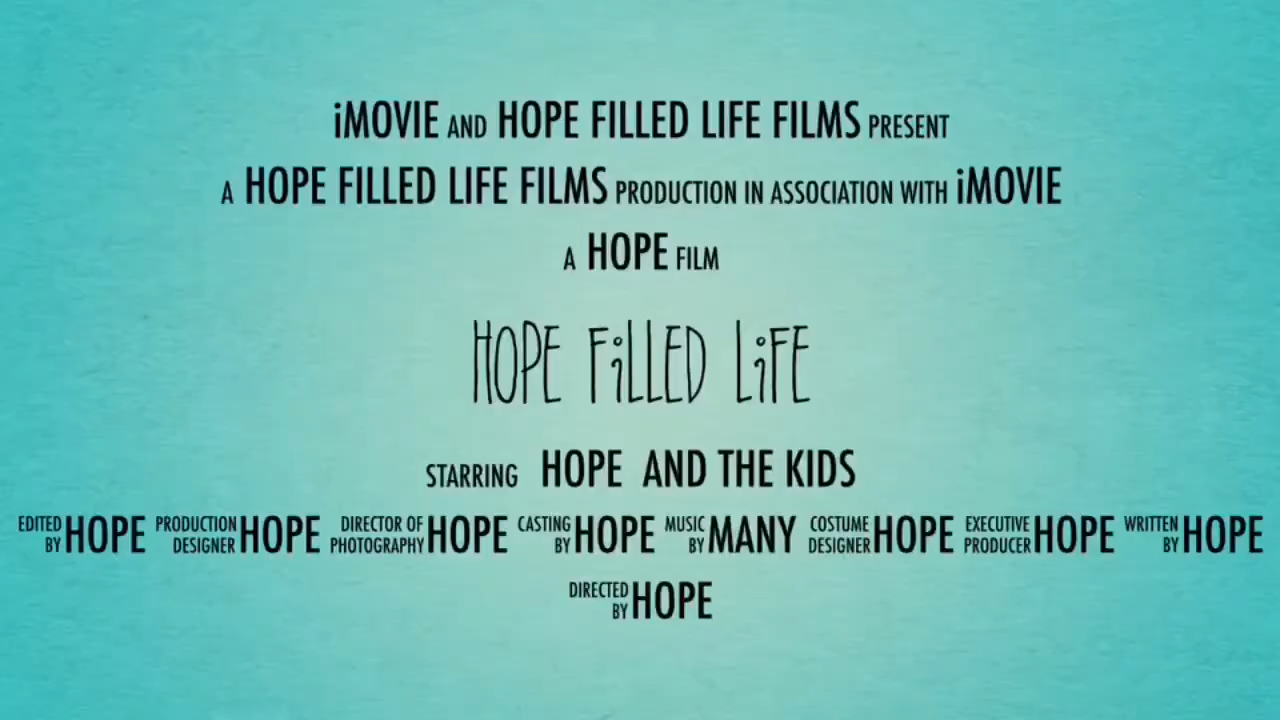 iMOVIE AND HOPE FILLED LIFE FILMS PRESENT
A HOPE FILLED LIFE FILMS PRODUCTION IN ASSOCIATION WITH iMOVIE
A HOPE FILM
HOPE FiLLED LiFE
STARRING HOPE AND THE KIDS
EDITED BY HOPE PRODUCTION DESIGNER HOPE DIRECTOR OF PHOTOGRAPHY HOPE CASTING BY HOPE MUSIC BY MANY COSTUME DESIGNER HOPE EXECUTIVE PRODUCER HOPE WRITTEN BY HOPE
DIRECTED BY HOPE